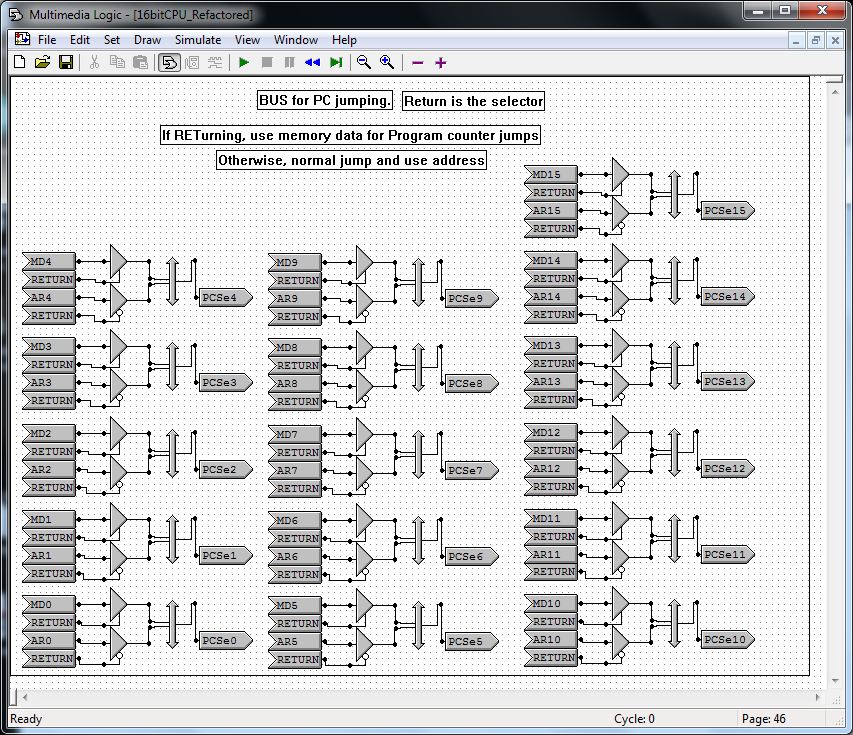 Multimedia Logic - [16bitCPU_Refactored]
File Edit Set Draw Simulate View Window Help
BUS for PC jumping. Return is the selector
If RETurning, use memory data for Program counter jumps
Otherwise, normal jump and use address
MD15
RETURN
AR15
RETURN
PCSe15
MD4
RETURN
AR4
RETURN
PCSe4
MD9
RETURN
AR9
RETURN
PCSe9
MD14
RETURN
AR14
RETURN
PCSe14
MD3
RETURN
AR3
RETURN
PCSe3
MD8
RETURN
AR8
RETURN
PCSe8
MD13
RETURN
AR13
RETURN
PCSe13
MD2
RETURN
AR2
RETURN
PCSe2
MD7
RETURN
AR7
RETURN
PCSe7
MD12
RETURN
AR12
RETURN
PCSe12
MD1
RETURN
AR1
RETURN
PCSe1
MD6
RETURN
AR6
RETURN
PCSe6
MD11
RETURN
AR11
RETURN
PCSe11
MD0
RETURN
AR0
RETURN
PCSe0
MD5
RETURN
AR5
RETURN
PCSe5
MD10
RETURN
AR10
RETURN
PCSe10
Ready Cycle: 0 Page: 46